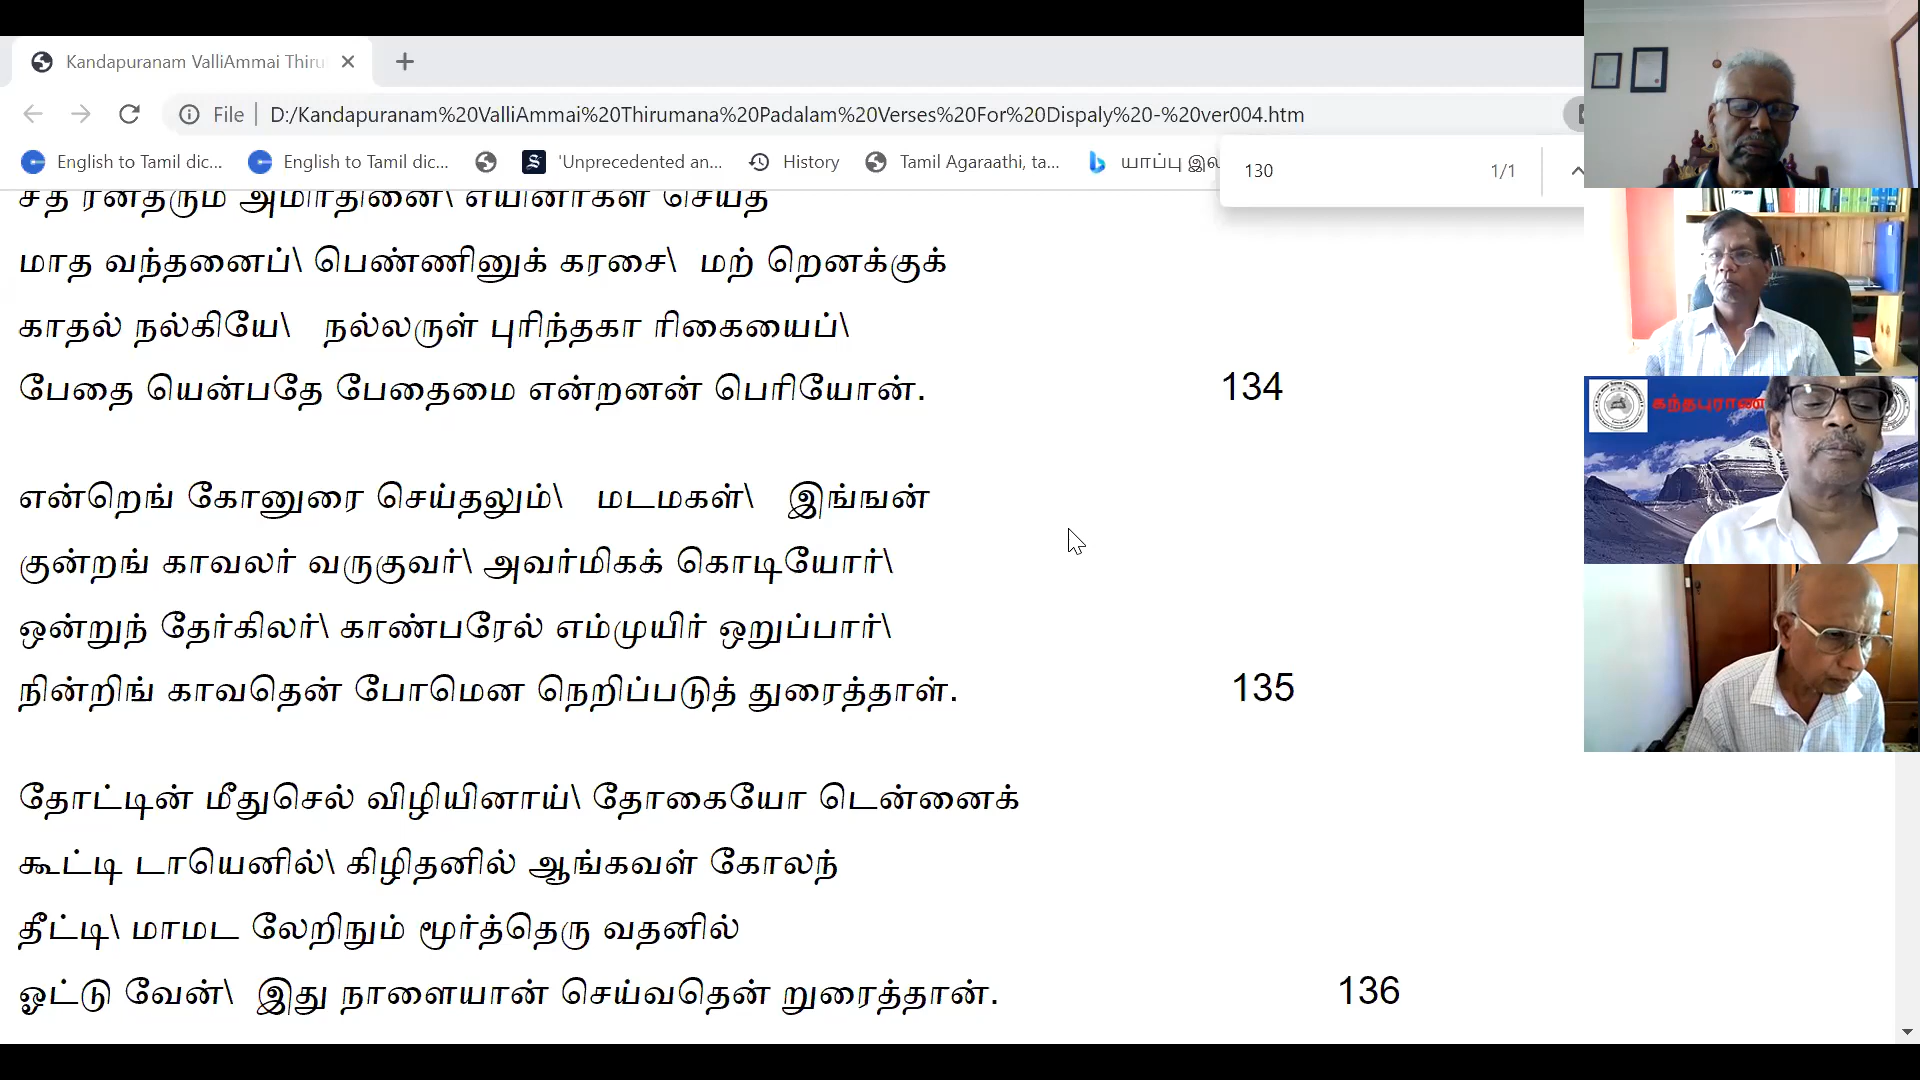 Kandapuranam ValliAmmai Thiru
File
D:/Kandapuranam%20ValliAmmai%20Thirumana%20Padalam%20Verses%20For%20Dispaly%20-%20ver004.htm
English to Tamil dic...
English to Tamil dic...
'Unprecedented an...
History
Tamil Agaraathi, ta...
யாப்பு இல
130
1/1
மாத வந்தனைப்\ பெண்ணினுக் கரசை\ மற் றெனக்குக்
காதல் நல்கியே\ நல்லருள் புரிந்தகா ரிகையைப்\
பேதை யென்பதே பேதைமை என்றனன் பெரியோன். 134
என்றெங் கோனுரை செய்தலும்\ மடமகள்\ இங்ஙன்
குன்றங் காவலர் வருகுவர்\ அவர்மிகக் கொடியோர்\
ஒன்றுந் தேர்கிலர்\ காண்பரேல் எம்முயிர் ஒறுப்பார்\
நின்றிங் காவதென் போமென நெறிப்படுத் துரைத்தாள். 135
தோட்டின் மீதுசெல் விழியினாய்\ தோகையோ டென்னைக்
கூட்டி டாயெனில்\ கிழிதனில் ஆங்கவள் கோலந்
தீட்டி\ மாமட லேறிநும் மூர்த்தெரு வதனில்
ஓட்டு வேன்\ இது நாளையான் செய்வதென் றுரைத்தான். 136
கந்தபுராண